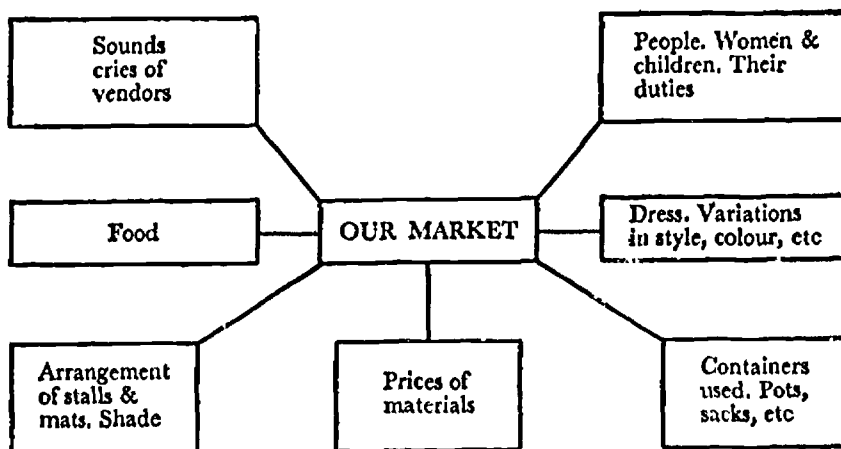 Sounds
cries of
vendors
People. Women &
children. Their
duties
Food
OUR MARKET
Dress. Variations
in style, colour, etc
Arrangement
of stalls &
mats. Shade
Prices of
materials
Containers
used. Pots,
sacks, etc